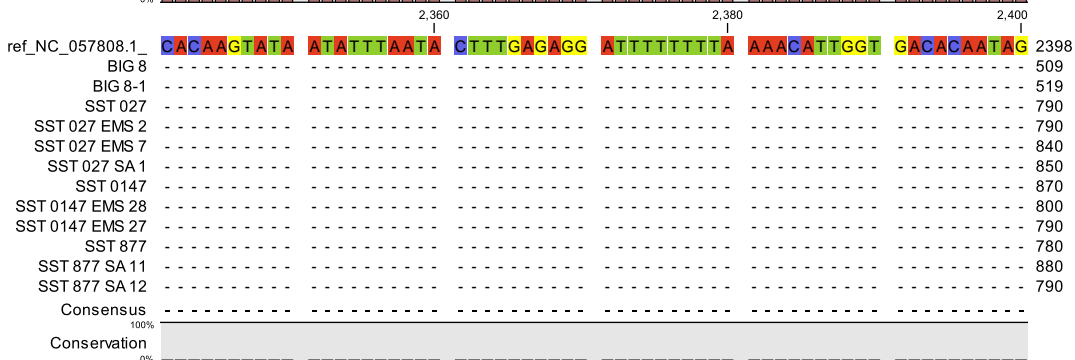 0%
2,360 2,380 2,400
ref_NC_057808.1_ CACAAGTATA ATATTTAATA CTTTGAGAGG ATTTTTTTTA AAACATTGGT GACACAATAG 2398
BIG 8 - - - - - - - - - - - - - - - - - - - - - - - - - - - - - - - - - - - - - - - - - - - - - - - - - - - - - - - - - - - - 509
BIG 8-1 - - - - - - - - - - - - - - - - - - - - - - - - - - - - - - - - - - - - - - - - - - - - - - - - - - - - - - - - - - - - 519
SST 027 - - - - - - - - - - - - - - - - - - - - - - - - - - - - - - - - - - - - - - - - - - - - - - - - - - - - - - - - - - - - 790
SST 027 EMS 2 - - - - - - - - - - - - - - - - - - - - - - - - - - - - - - - - - - - - - - - - - - - - - - - - - - - - - - - - - - - - 790
SST 027 EMS 7 - - - - - - - - - - - - - - - - - - - - - - - - - - - - - - - - - - - - - - - - - - - - - - - - - - - - - - - - - - - - 840
SST 027 SA 1 - - - - - - - - - - - - - - - - - - - - - - - - - - - - - - - - - - - - - - - - - - - - - - - - - - - - - - - - - - - - 850
SST 0147 - - - - - - - - - - - - - - - - - - - - - - - - - - - - - - - - - - - - - - - - - - - - - - - - - - - - - - - - - - - - 870
SST 0147 EMS 28 - - - - - - - - - - - - - - - - - - - - - - - - - - - - - - - - - - - - - - - - - - - - - - - - - - - - - - - - - - - - 800
SST 0147 EMS 27 - - - - - - - - - - - - - - - - - - - - - - - - - - - - - - - - - - - - - - - - - - - - - - - - - - - - - - - - - - - - 790
SST 877 - - - - - - - - - - - - - - - - - - - - - - - - - - - - - - - - - - - - - - - - - - - - - - - - - - - - - - - - - - - - 780
SST 877 SA 11 - - - - - - - - - - - - - - - - - - - - - - - - - - - - - - - - - - - - - - - - - - - - - - - - - - - - - - - - - - - - 880
SST 877 SA 12 - - - - - - - - - - - - - - - - - - - - - - - - - - - - - - - - - - - - - - - - - - - - - - - - - - - - - - - - - - - - 790
Consensus - - - - - - - - - - - - - - - - - - - - - - - - - - - - - - - - - - - - - - - - - - - - - - - - - - - - - - - - - - - -
100%
Conservation
0%